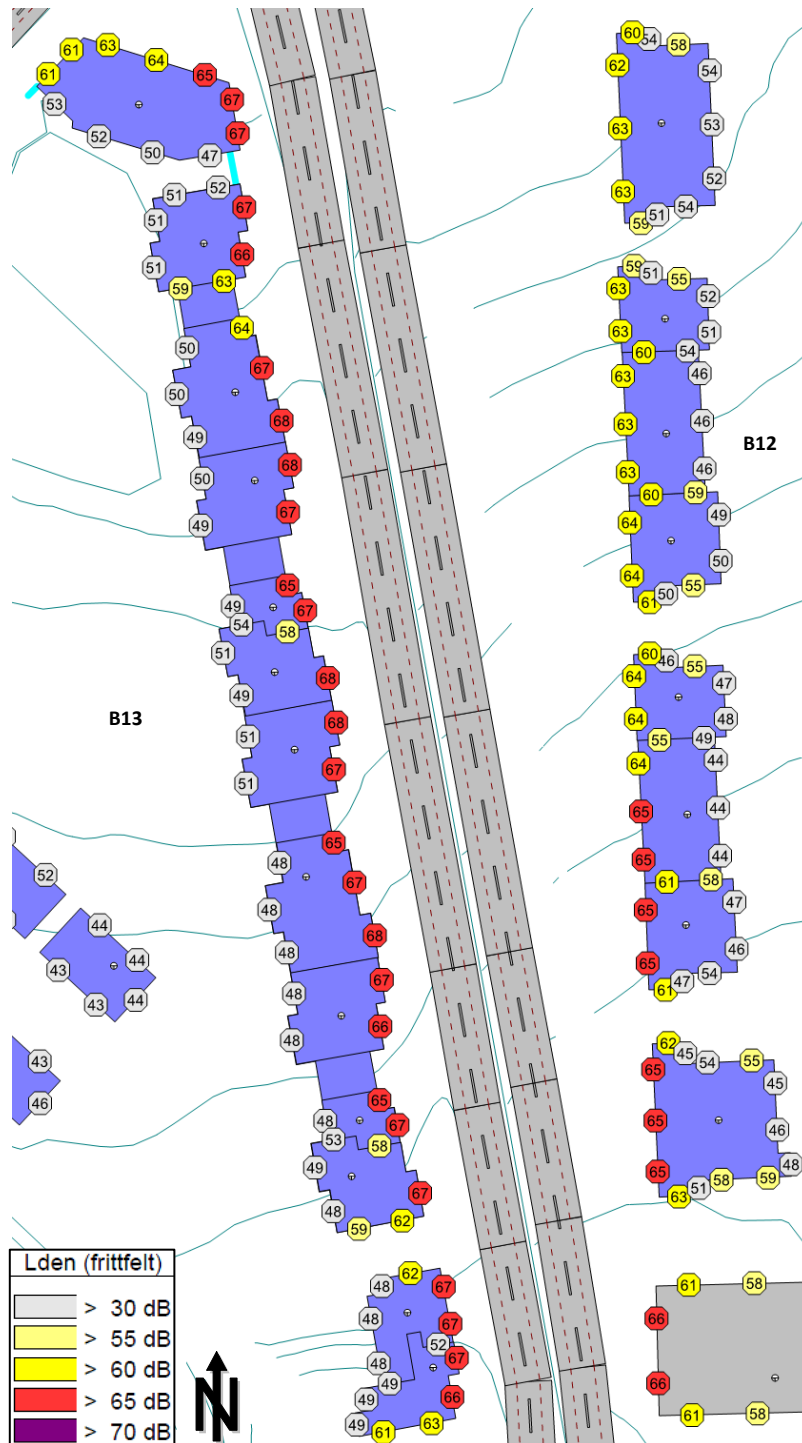 60 54 58
61 61 63 64 65 67 67
53 52 50 47
62 54
63 53
63 52
59 51 54
51 51 52 67
51 66
59 63
64
59 51 55
63 52
63 51
60 54
50 67
50 68
49 68
50 67
49
63 46
63 46 B12
63 46
60 59
64 49
64 50
61 50 55
65
49 67
54 58
51 68
49 68
51 67
51
B13
60 46 55
64 47
64 48
55 49
64 44
65 44
65 44
61 58
65 47
65 46
61 47 54
65
48 67
48 68
48 67
48 66
48
52
44
43 44
43 44
43
46
65
48 67
53 58
49 67
48
59 62
62 45 54 55
65 45
65 46
65 48
63 51 58 59
48 62 67
48 67
48 52 67
49 66
49
49 61 63
61 58
66
66
61 58
Lden (frittfelt)
> 30 dB
> 55 dB
> 60 dB
> 65 dB
> 70 dB
N